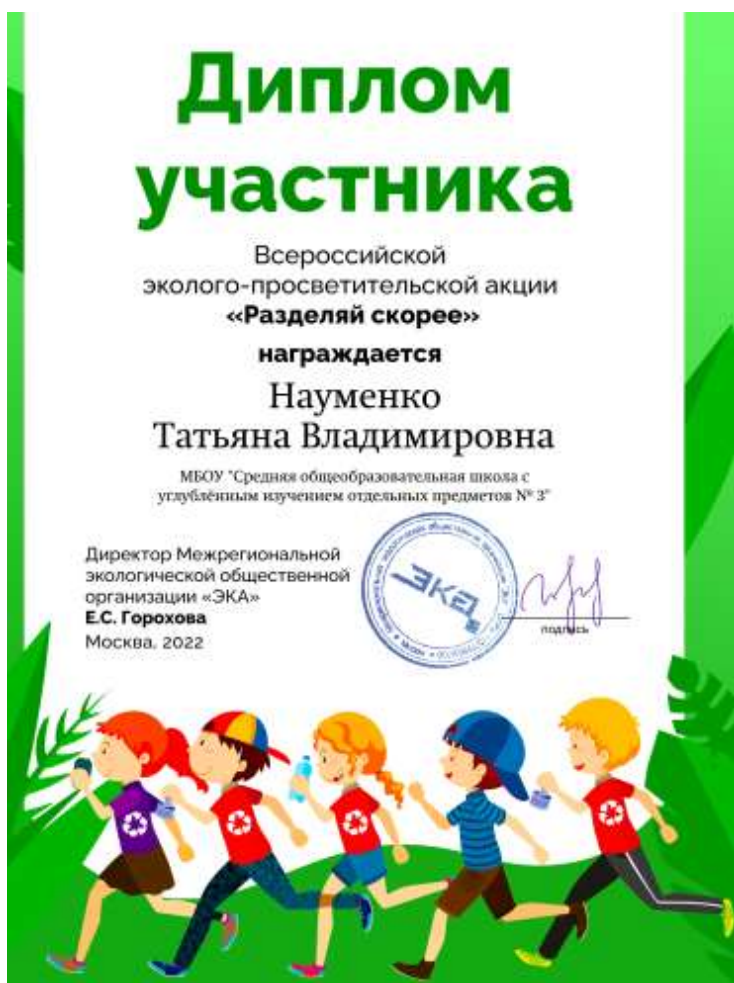 Диплом
участника
Всероссийской
эколого-просветительской акции
«Разделяй скорее»
награждается
Науменко
Татьяна Владимировна
МБОУ "Средняя общеобразовательная школа с
углублённым изучением отдельных предметов № 3"
Директор Межрегиональной
экологической общественной
организации «ЭКА»
Е.С. Горохова
Москва, 2022
ЭКА
подпись